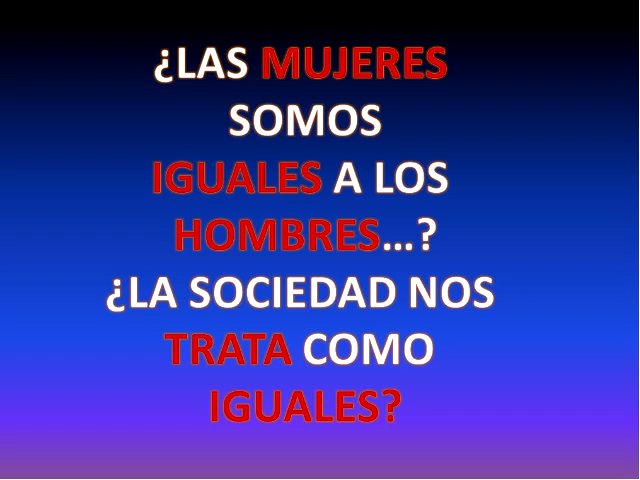 ¿LAS MUJERES
SOMOS
IGUALES A LOS
HOMBRES...?
¿LA SOCIEDAD NOS
TRATA COMO
IGUALES?